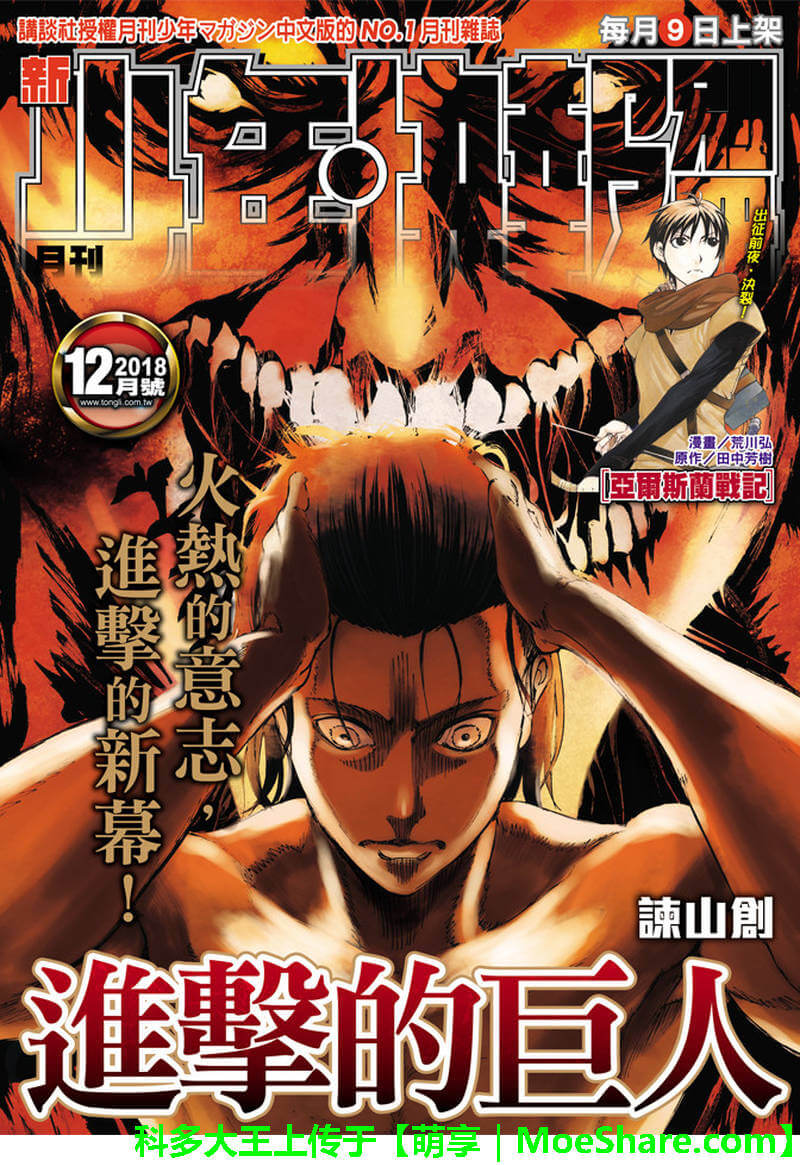 講談社授權月刊少年マガジン中文版的NO.1月刊雜誌
每月9日上架
新少年快報
月刊
12 2018
月號
www.tongli.com.tw
出征前夜‧決裂！
漫畫／荒川弘
原作／田中芳樹
[亞爾斯蘭戰記]
火熱的意志，
進擊的新幕！
諫山創
進擊的巨人
科多大王上传于【萌享｜MoeShare.com】